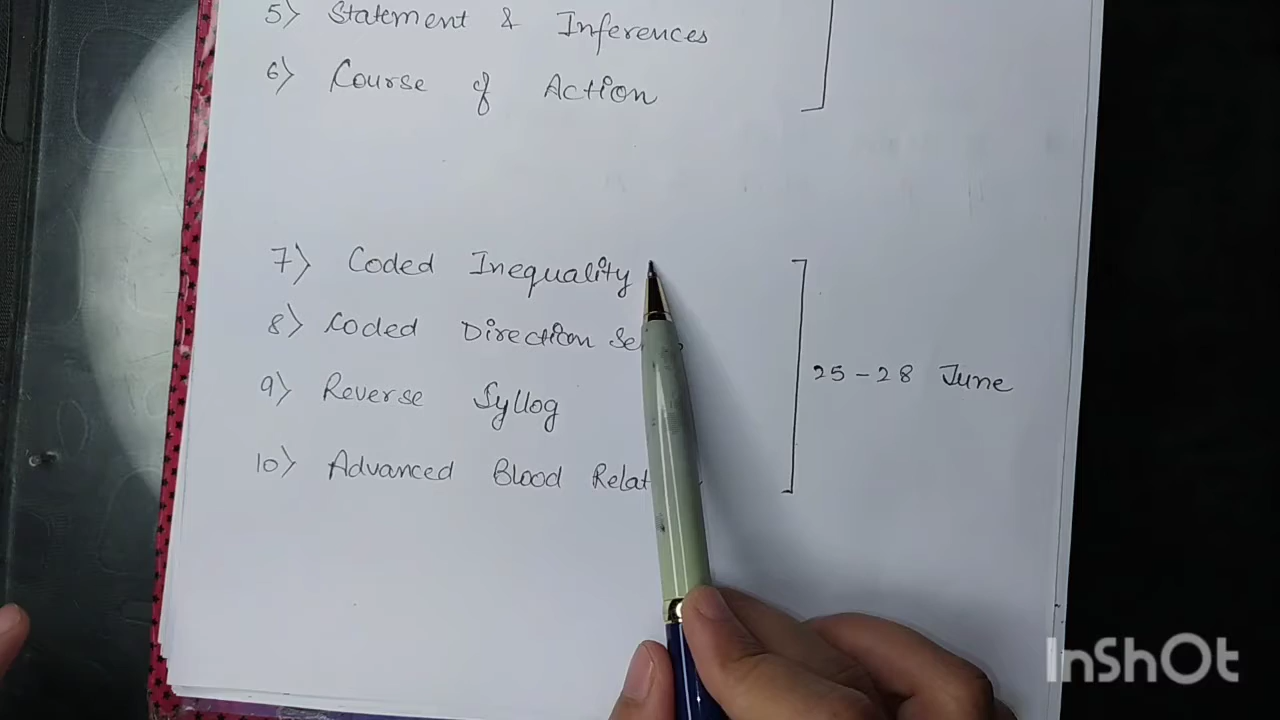 5) Statement & Inferences
6) Course of Action
7) Coded Inequality
8) Coded Direction
9) Reverse Syllog
10) Advanced Blood
25-28 June
InShOt